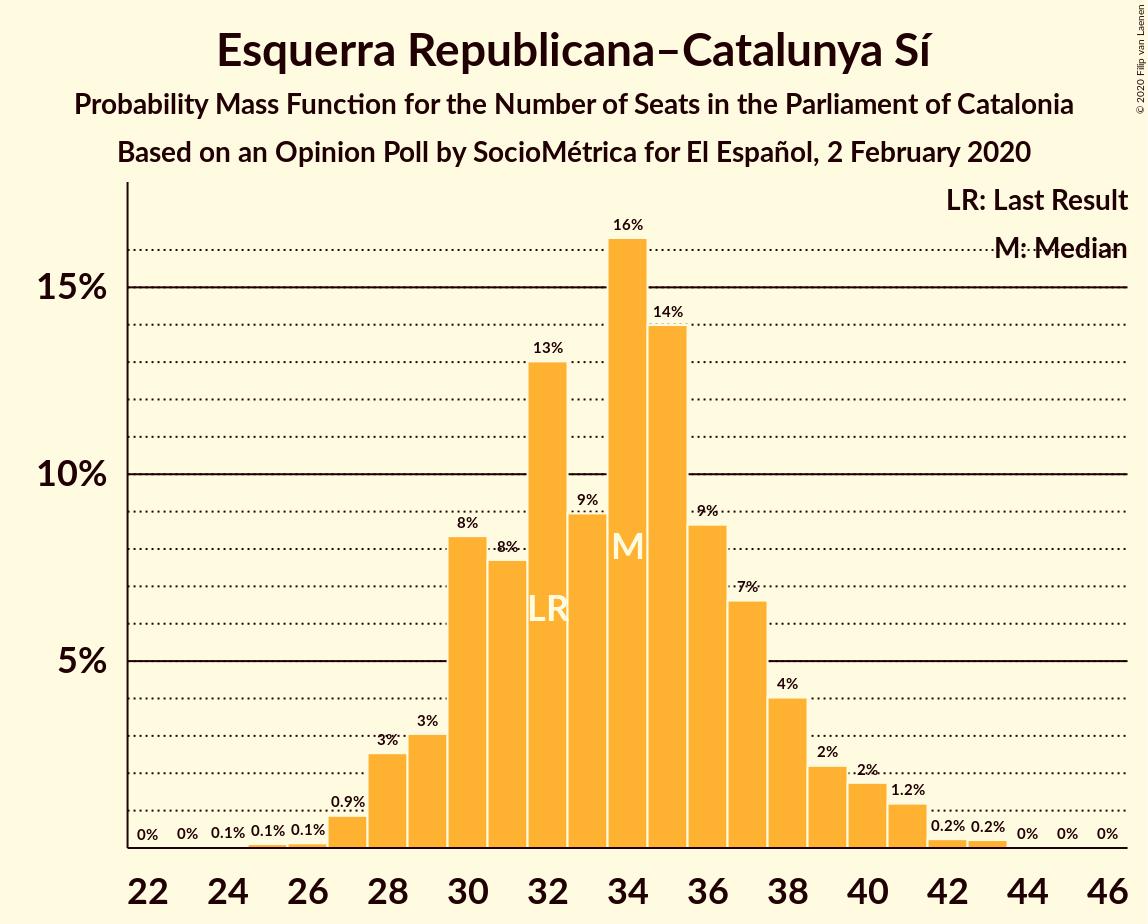 Esquerra Republicana–Catalunya Sí
Probability Mass Function for the Number of Seats in the Parliament of Catalonia
Based on an Opinion Poll by SocioMétrica for El Español, 2 February 2020
© 2020 Filip van Laenen
LR: Last Result
M: Median
15%
10%
5%
0% 0% 0.1% 0.1% 0.1% 0.9% 3% 3% 8% 8% 13% 9% 16% 14% 9% 7% 4% 2% 2% 1.2% 0.2% 0.2% 0% 0% 0%
LR
M
22 24 26 28 30 32 34 36 38 40 42 44 46